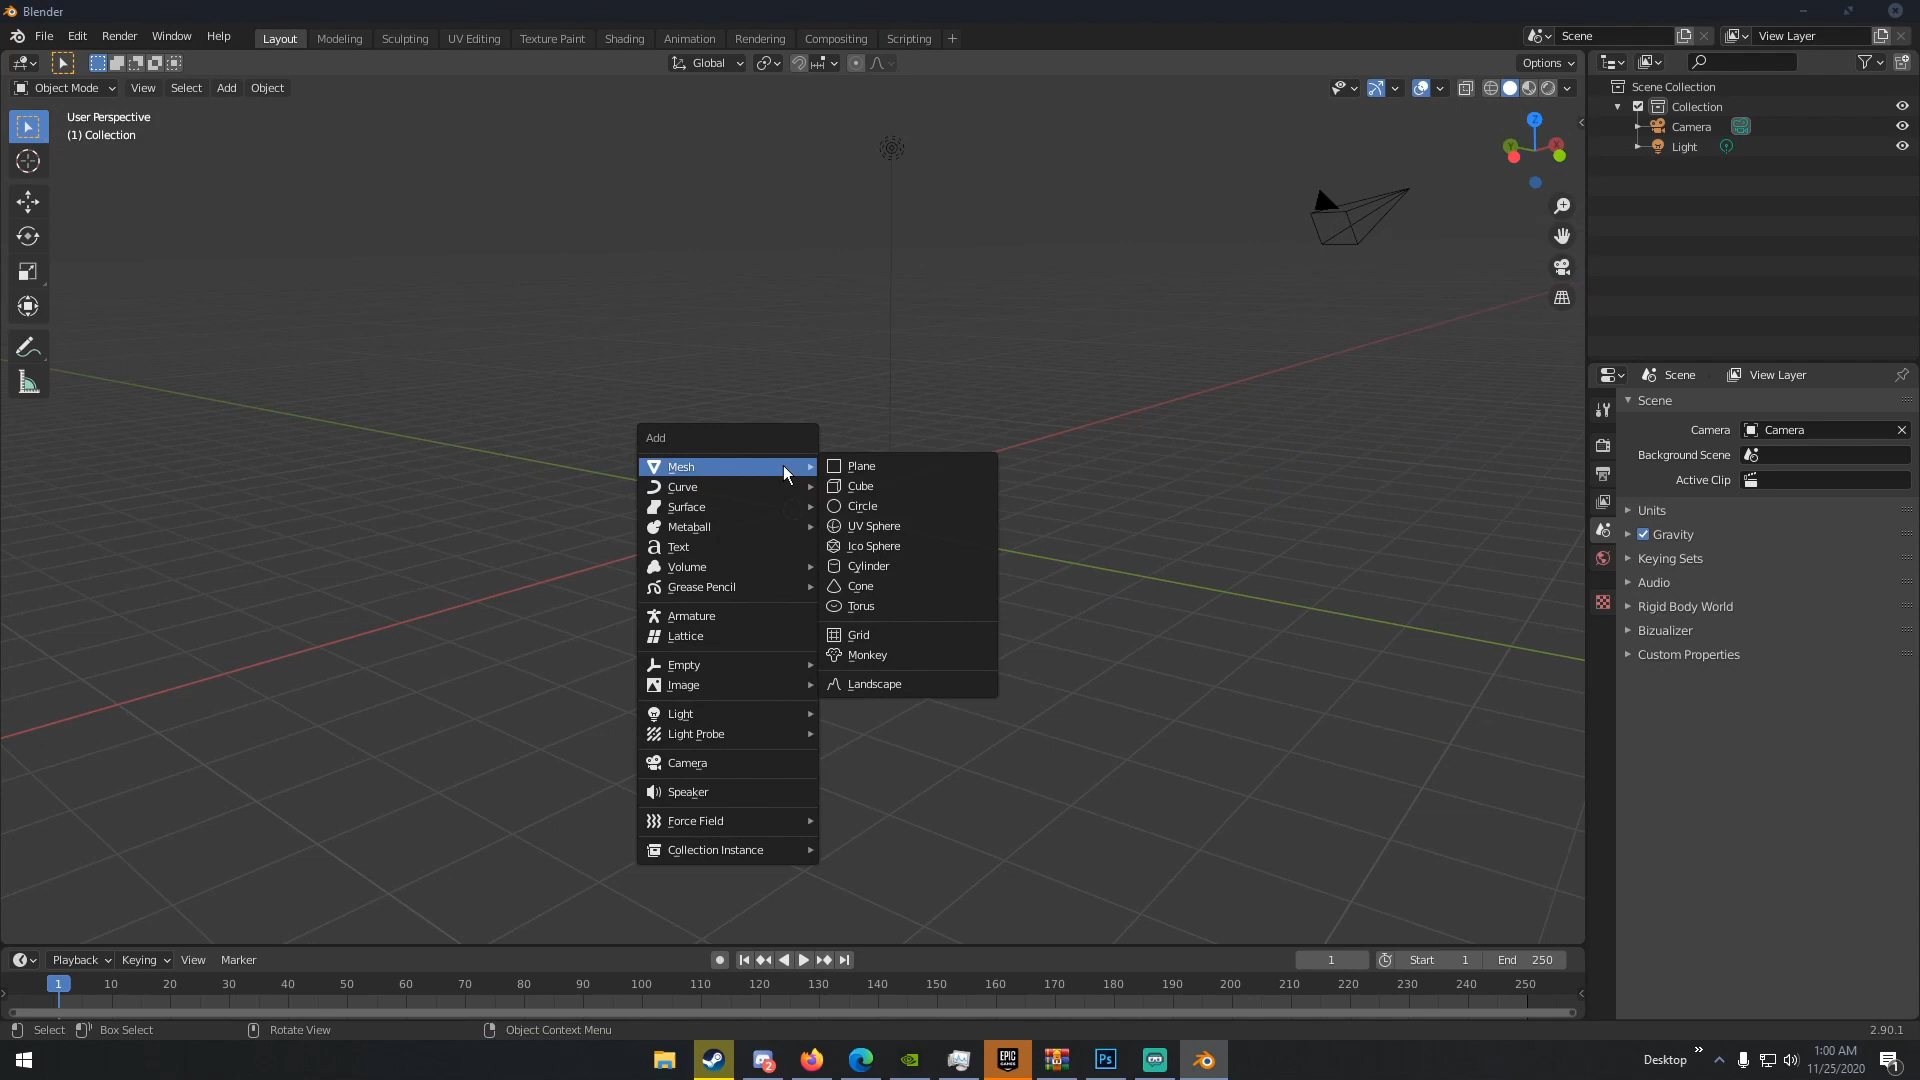 Blender
File Edit Render Window Help Layout Modeling Sculpting UV Editing Texture Paint Shading Animation Rendering Compositing Scripting + Scene View Layer
Global Options
Object Mode View Select Add Object
User Perspective
(1) Collection
Z
Y
X
Scene Collection
Collection
Camera
Light
Scene View Layer
Scene
Camera Camera
Background Scene
Active Clip
Units
Gravity
Keying Sets
Audio
Rigid Body World
Bizualizer
Custom Properties
Add
Mesh
Curve
Surface
Metaball
Text
Volume
Grease Pencil
Armature
Lattice
Empty
Image
Light
Light Probe
Camera
Speaker
Force Field
Collection Instance
Plane
Cube
Circle
UV Sphere
Ico Sphere
Cylinder
Cone
Torus
Grid
Monkey
Landscape
Playback Keying View Marker 1 Start 1 End 250
1 10 20 30 40 50 60 70 80 90 100 110 120 130 140 150 160 170 180 190 200 210 220 230 240 250
Select Box Select Rotate View Object Context Menu 2.90.1
2 EPIC GAMES Ps Desktop 1:00 AM
11/25/2020 1